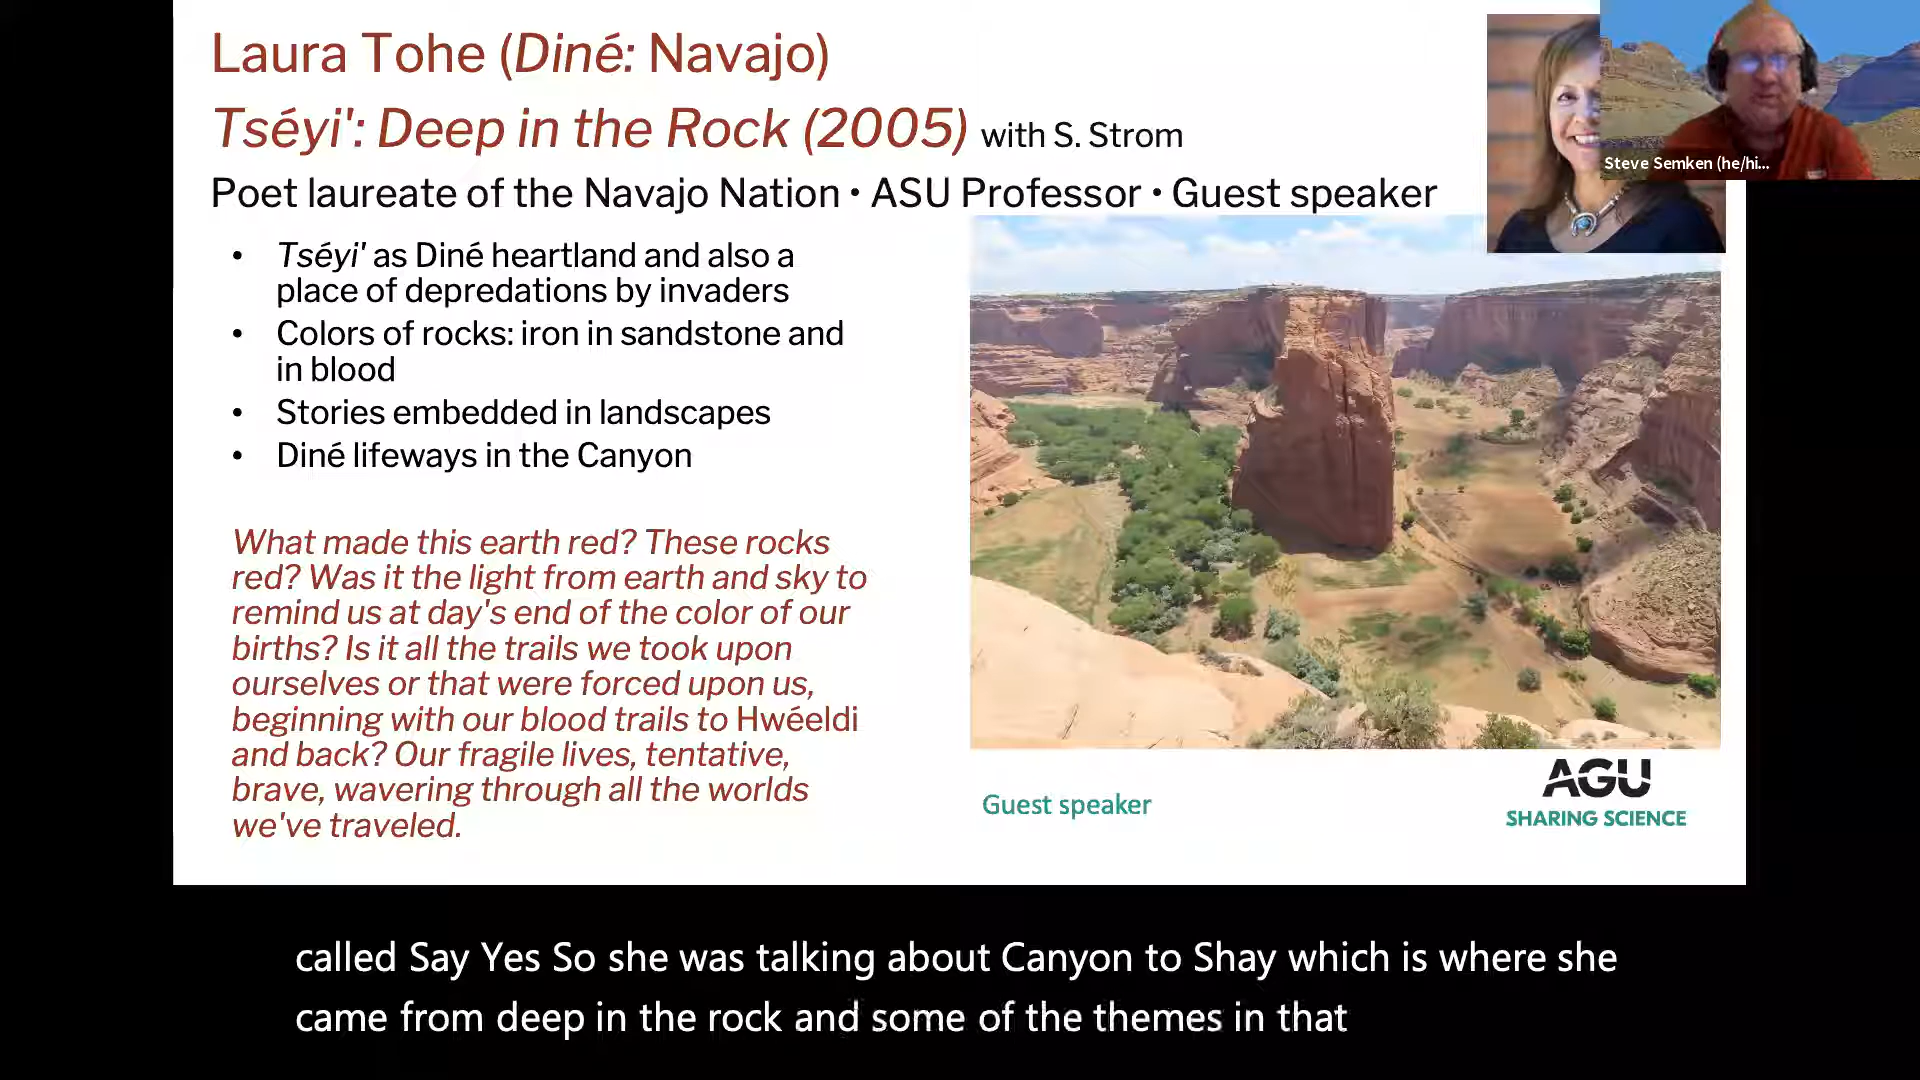 Laura Tohe (Diné: Navajo)
Tséyi': Deep in the Rock (2005) with S. Strom
Poet laureate of the Navajo Nation • ASU Professor • Guest speaker
Steve Semken (he/hi...
• Tséyi' as Diné heartland and also a
place of depredations by invaders
• Colors of rocks: iron in sandstone and
in blood
• Stories embedded in landscapes
• Diné lifeways in the Canyon
What made this earth red? These rocks
red? Was it the light from earth and sky to
remind us at day's end of the color of our
births? Is it all the trails we took upon
ourselves or that were forced upon us,
beginning with our blood trails to Hwéeldi
and back? Our fragile lives, tentative,
brave, wavering through all the worlds
we've traveled.
Guest speaker
AGU
SHARING SCIENCE
called Say Yes So she was talking about Canyon to Shay which is where she
came from deep in the rock and some of the themes in that